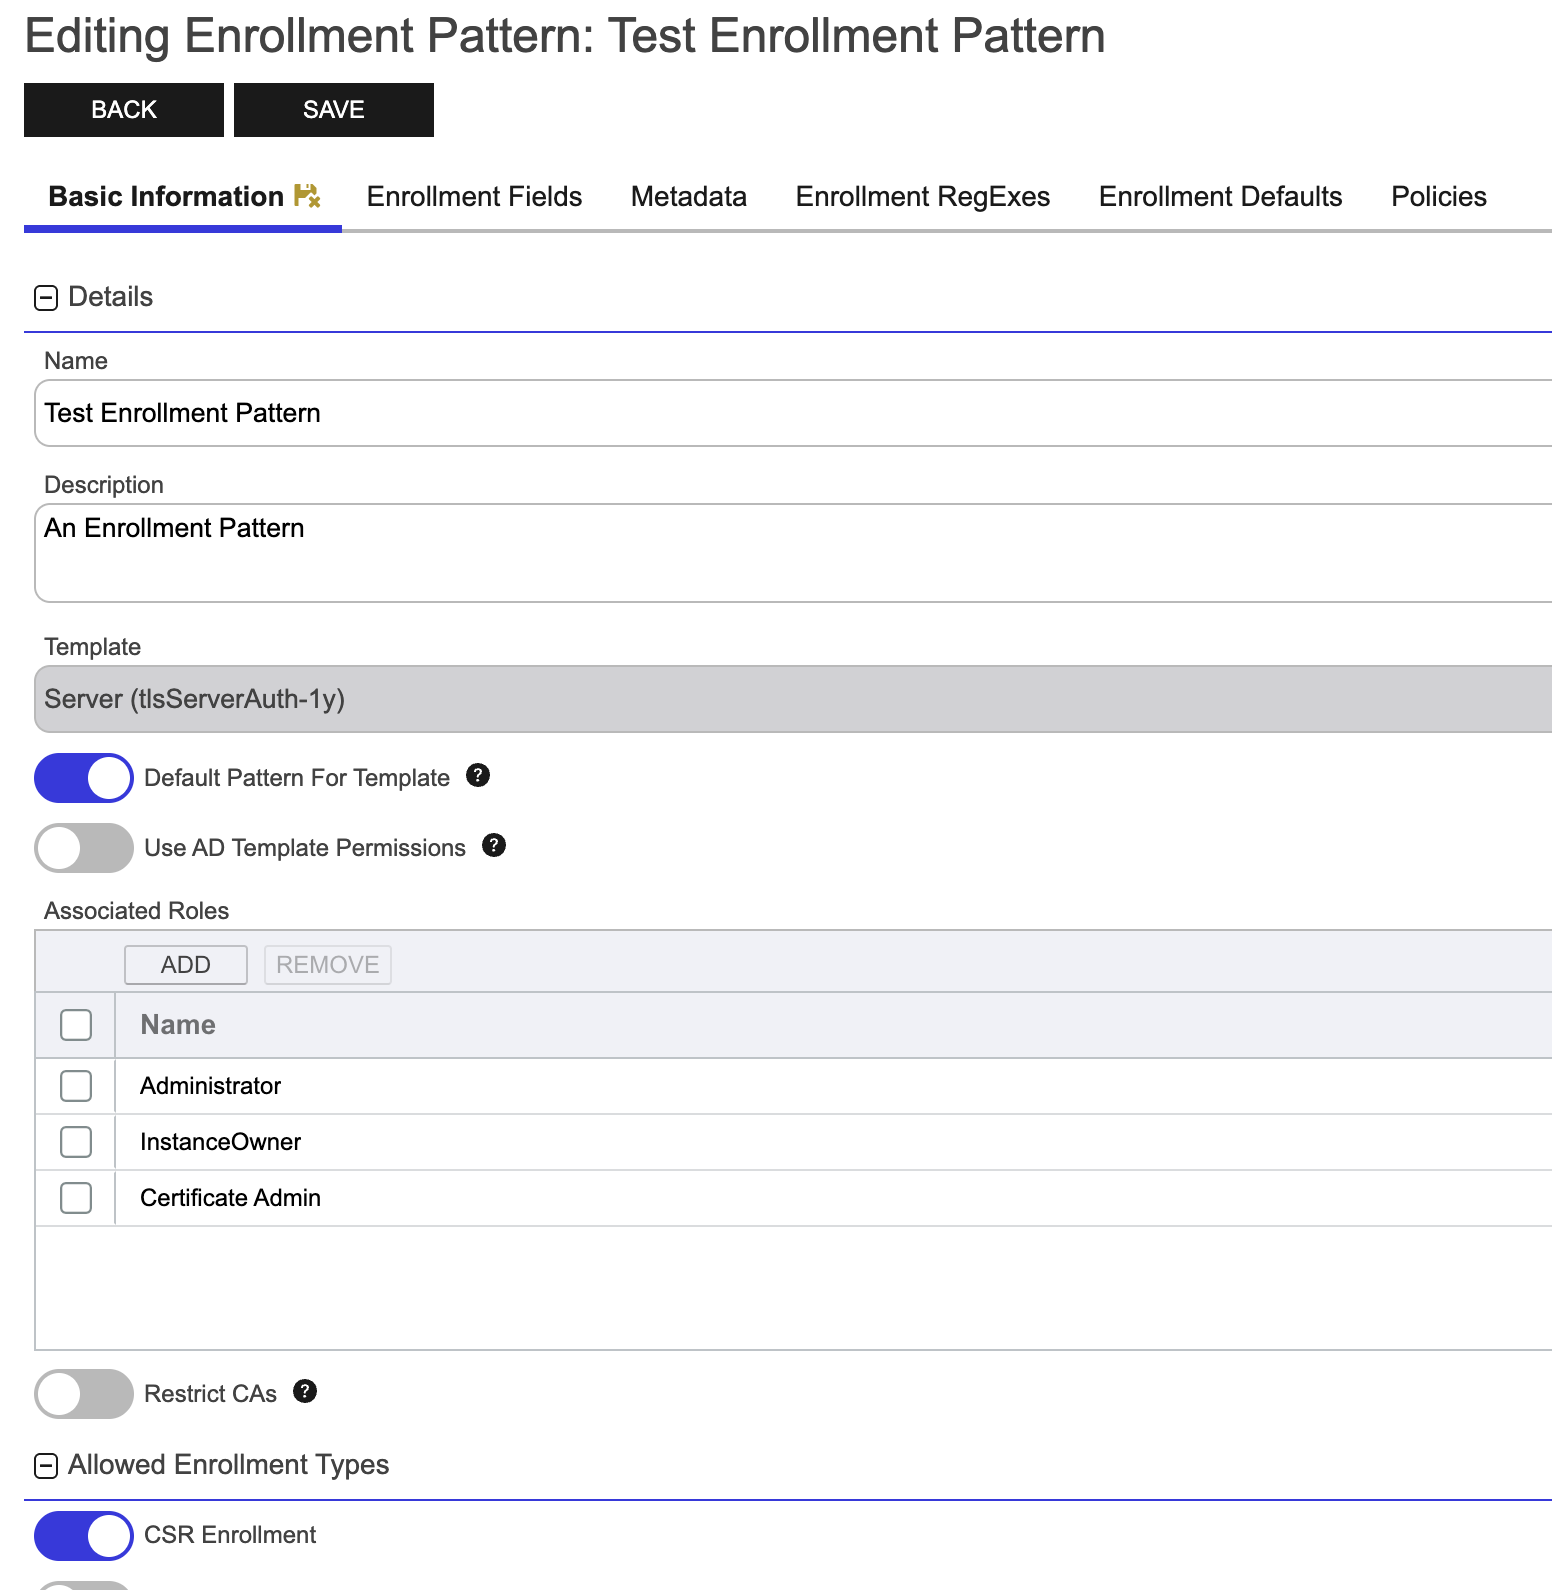 Editing Enrollment Pattern: Test Enrollment Pattern
BACK SAVE
Basic Information Enrollment Fields Metadata Enrollment RegExes Enrollment Defaults Policies
Details
Name
Test Enrollment Pattern
Description
An Enrollment Pattern
Template
Server (tlsServerAuth-1y)
Default Pattern For Template ?
Use AD Template Permissions ?
Associated Roles
ADD REMOVE
Name
Administrator
InstanceOwner
Certificate Admin
Restrict CAs ?
Allowed Enrollment Types
CSR Enrollment